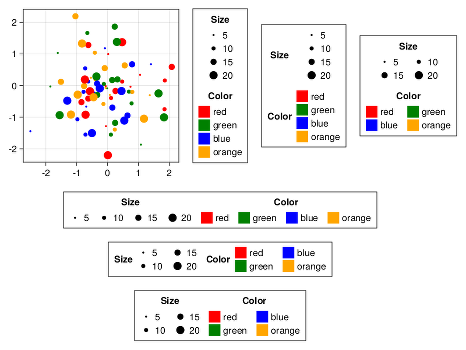 2
1
0
-1
-2
-2 -1 0 1 2
Size
5
10
15
20
Color
red
green
blue
orange
Size
5
10
15
20
Color
red
green
blue
orange
5 10
15 20
red green
blue orange
Size Color
5 10 15 20 red green blue orange
Size 5 15 Color red blue
10 20 green orange
Size Color
5 15 red blue
10 20 green orange